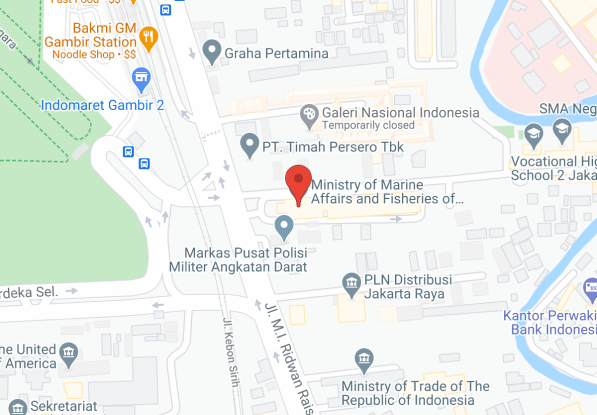 Fast Food • $$
Bakmi GM
Gambir Station
Noodle Shop • $$
Graha Pertamina
Indomaret Gambir 2
Galeri Nasional Indonesia
Temporarily closed
SMA Neg
PT. Timah Persero Tbk
Vocational Hig
School 2 Jaka
Ministry of Marine
Affairs and Fisheries of...
Markas Pusat Polisi
Militer Angkatan Darat
PLN Distribusi
Jakarta Raya
rdeka Sel.
Kantor Perwaki
Bank Indonesi
Jl. Kebon Sirih
Jl. M.I. Ridwan Rais
the United
of America
Ministry of Trade of The
Republic of Indonesia
Sekretariat